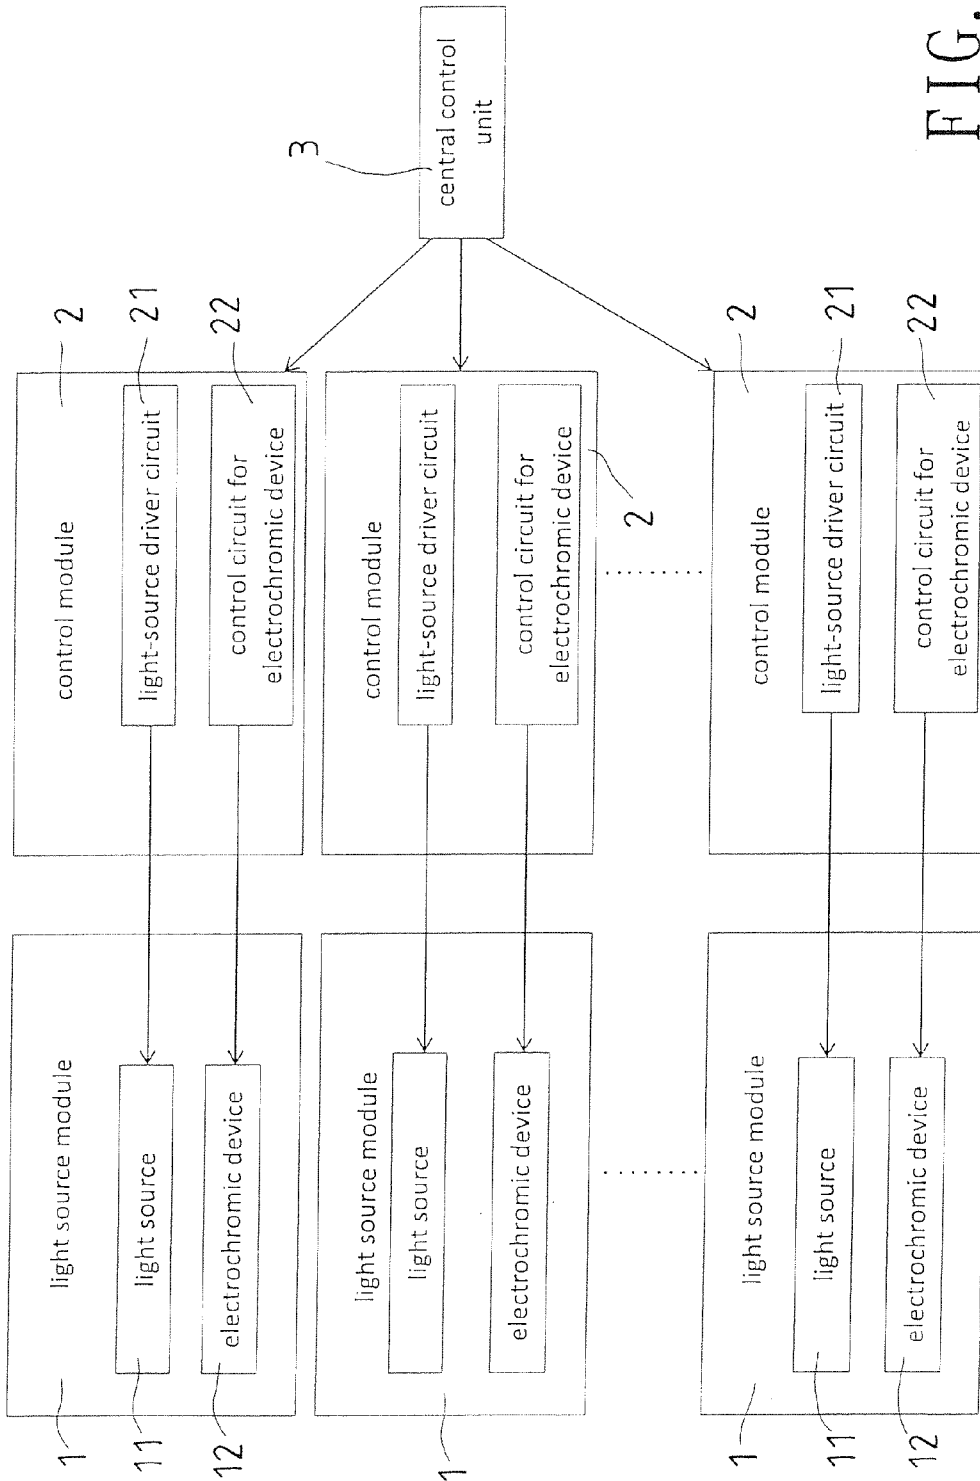 FIG.
3
central control
unit
2
21
22
control module
light-source driver circuit
control circuit for
electrochromic device
light source module
light source
electrochromic device
1
11
12
control module
light-source driver circuit
control circuit for
electrochromic device
2
light source module
light source
electrochromic device
1
2
21
22
control module
light-source driver circuit
control circuit for
electrochromic device
light source module
light source
electrochromic device
1
11
12